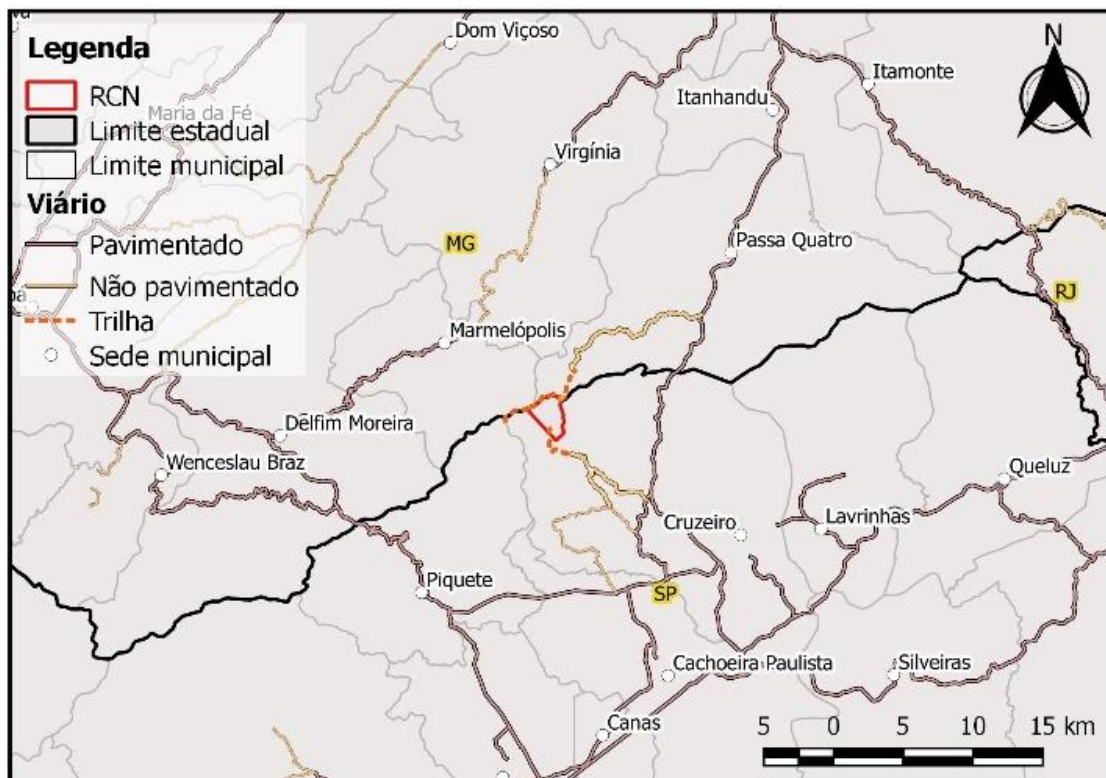 Legenda
RCN
Maria da Fé
Limite estadual
Limite municipal
Viário
Pavimentado
Não pavimentado
Trilha
Sede municipal
Dom Viçoso
N
Itamonte
Itanhandu
Virgínia
MG
Passa Quatro
RJ
Marmelópolis
Delfim Moreira
Wenceslau Braz
Queluz
Cruzeiro
Lavrinhas
Piquete
SP
Cachoeira Paulista
Silveiras
Canas
5 0 5 10 15 km